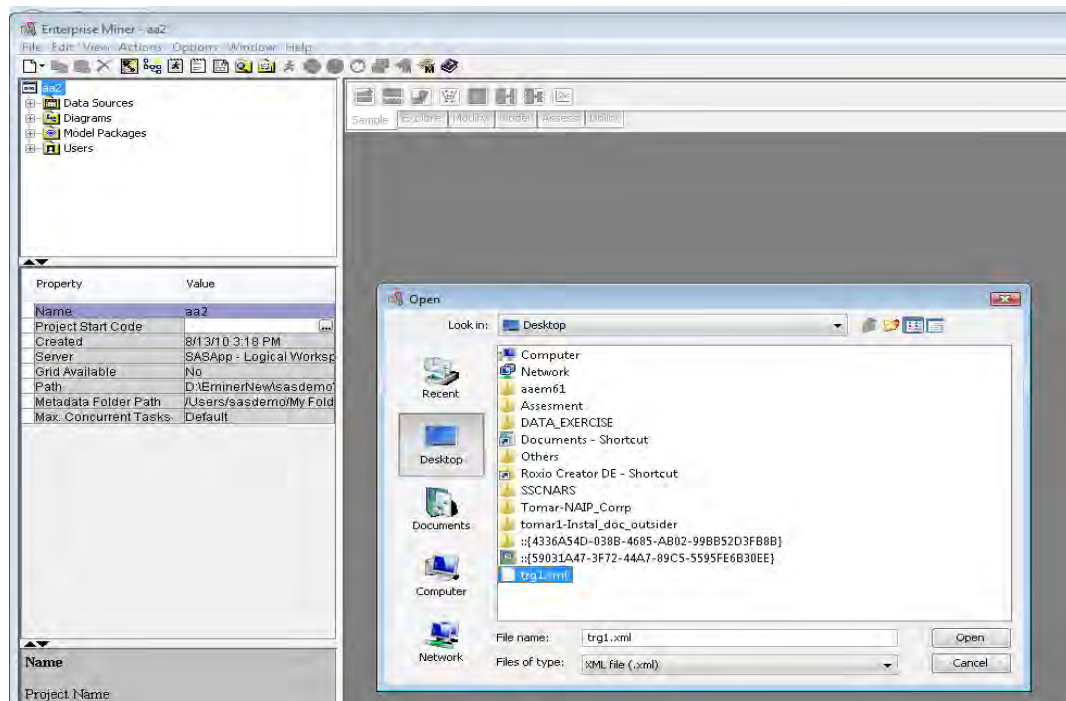 Enterprise Miner - aa2
File Edit View Actions Options Window Help
aa2
Data Sources
Diagrams
Model Packages
Users
Sample Explore Modify Model Assess Utility
Property Value
Name aa2
Project Start Code ...
Created 8/13/10 3:18 PM
Server SASApp - Logical Worksp
Grid Available No
Path D:\EminerNew\sasdemo\
Metadata Folder Path /Users/sasdemo/My Fold
Max. Concurrent Tasks Default
Name
Project Name
Open
Look in: Desktop
Recent
Desktop
Documents
Computer
Network
Computer
Network
aaem61
Assesment
DATA_EXERCISE
Documents - Shortcut
Others
Roxio Creator DE - Shortcut
SSCNARS
Tomar-NAIP_Corrp
tomar1-Instal_doc_outsider
::{4336A54D-038B-4685-AB02-99BB52D3FB8B}
::{59031A47-3F72-44A7-89C5-5595FE6B30EE}
trg1.xml
File name: trg1.xml Open
Files of type: XML file (.xml) Cancel